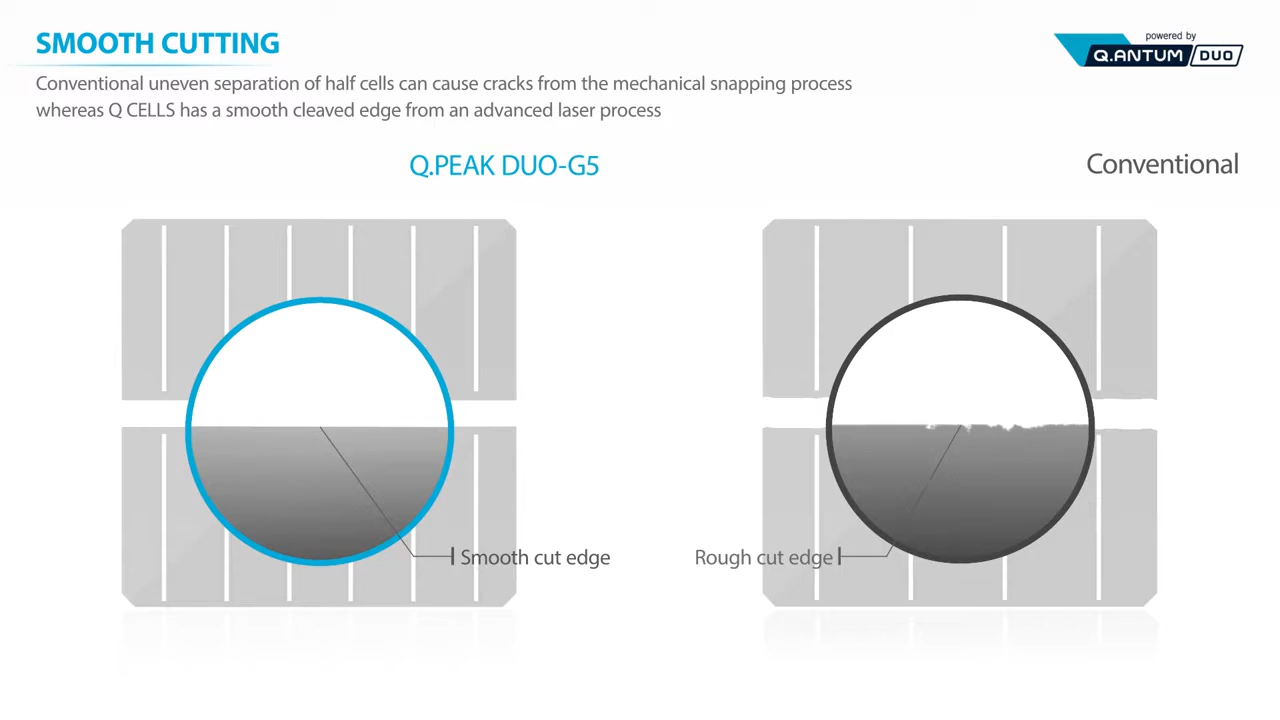 SMOOTH CUTTING
powered by
Q.ANTUM DUO
Conventional uneven separation of half cells can cause cracks from the mechanical snapping process
whereas Q CELLS has a smooth cleaved edge from an advanced laser process
Q.PEAK DUO-G5
Conventional
Smooth cut edge
Rough cut edge